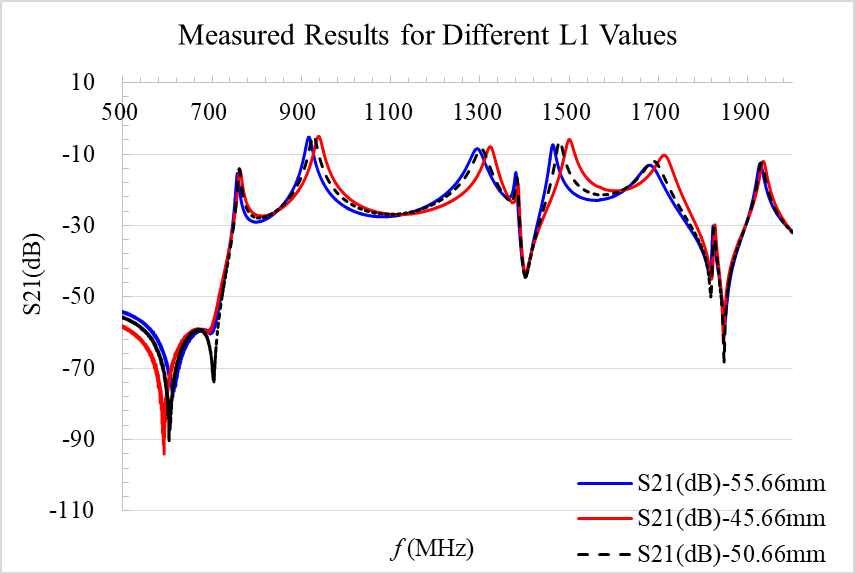 Measured Results for Different L1 Values
10
500 700 900 1100 1300 1500 1700 1900
-10
-30
-50
-70
-90
-110
S21(dB)
S21(dB)-55.66mm
S21(dB)-45.66mm
f(MHz)
S21(dB)-50.66mm